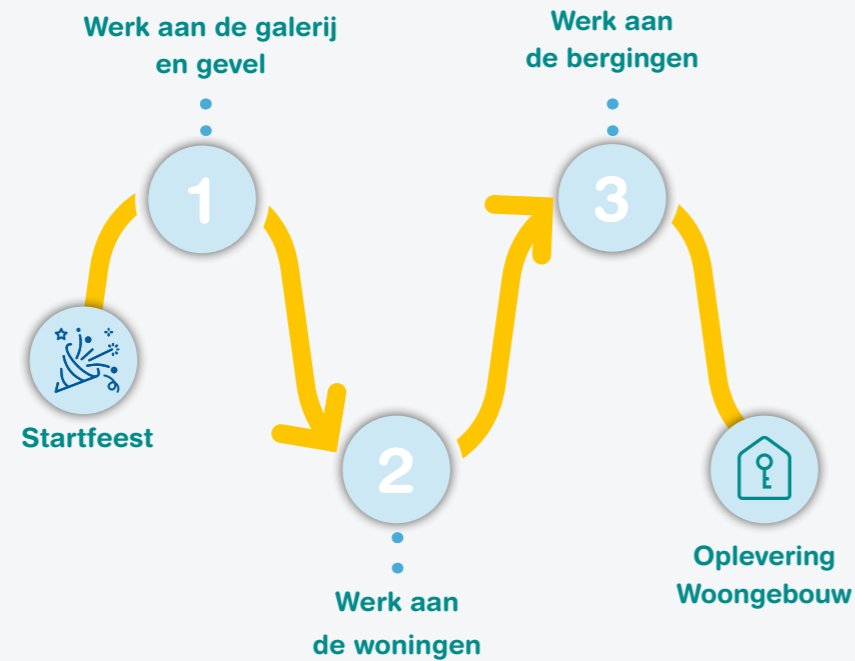 Werk aan de galerij
en gevel
Werk aan
de bergingen
1
3
Startfeest
2
Oplevering
Woongebouw
Werk aan
de woningen